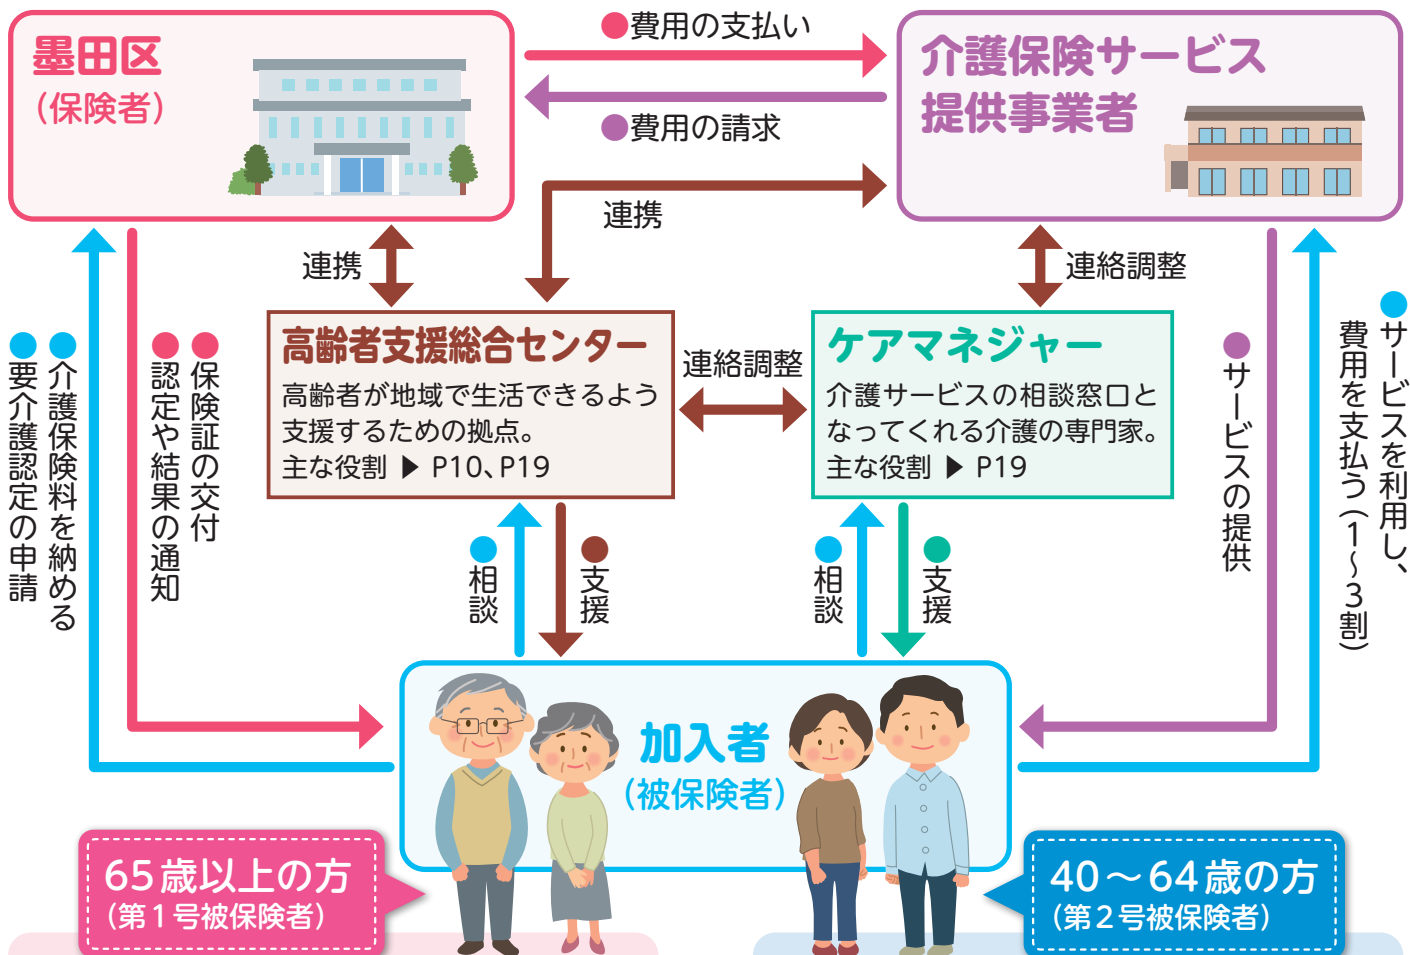 墨田区
（保険者）
●費用の支払い
●費用の請求
介護保険サービス
提供事業者
連携
連携
連絡調整
高齢者支援総合センター
高齢者が地域で生活できるよう
支援するための拠点。
主な役割 ▶ P10、P19
連絡調整
ケアマネジャー
介護サービスの相談窓口と
なってくれる介護の専門家。
主な役割 ▶ P19
●保険証の交付
●認定や結果の通知
●介護保険料を納める
●要介護認定の申請
●サービスの提供
●サービスを利用し、
費用を支払う（1～3割）
●相談
●支援
●相談
●支援
加入者
（被保険者）
65歳以上の方
（第1号被保険者）
40～64歳の方
（第2号被保険者）